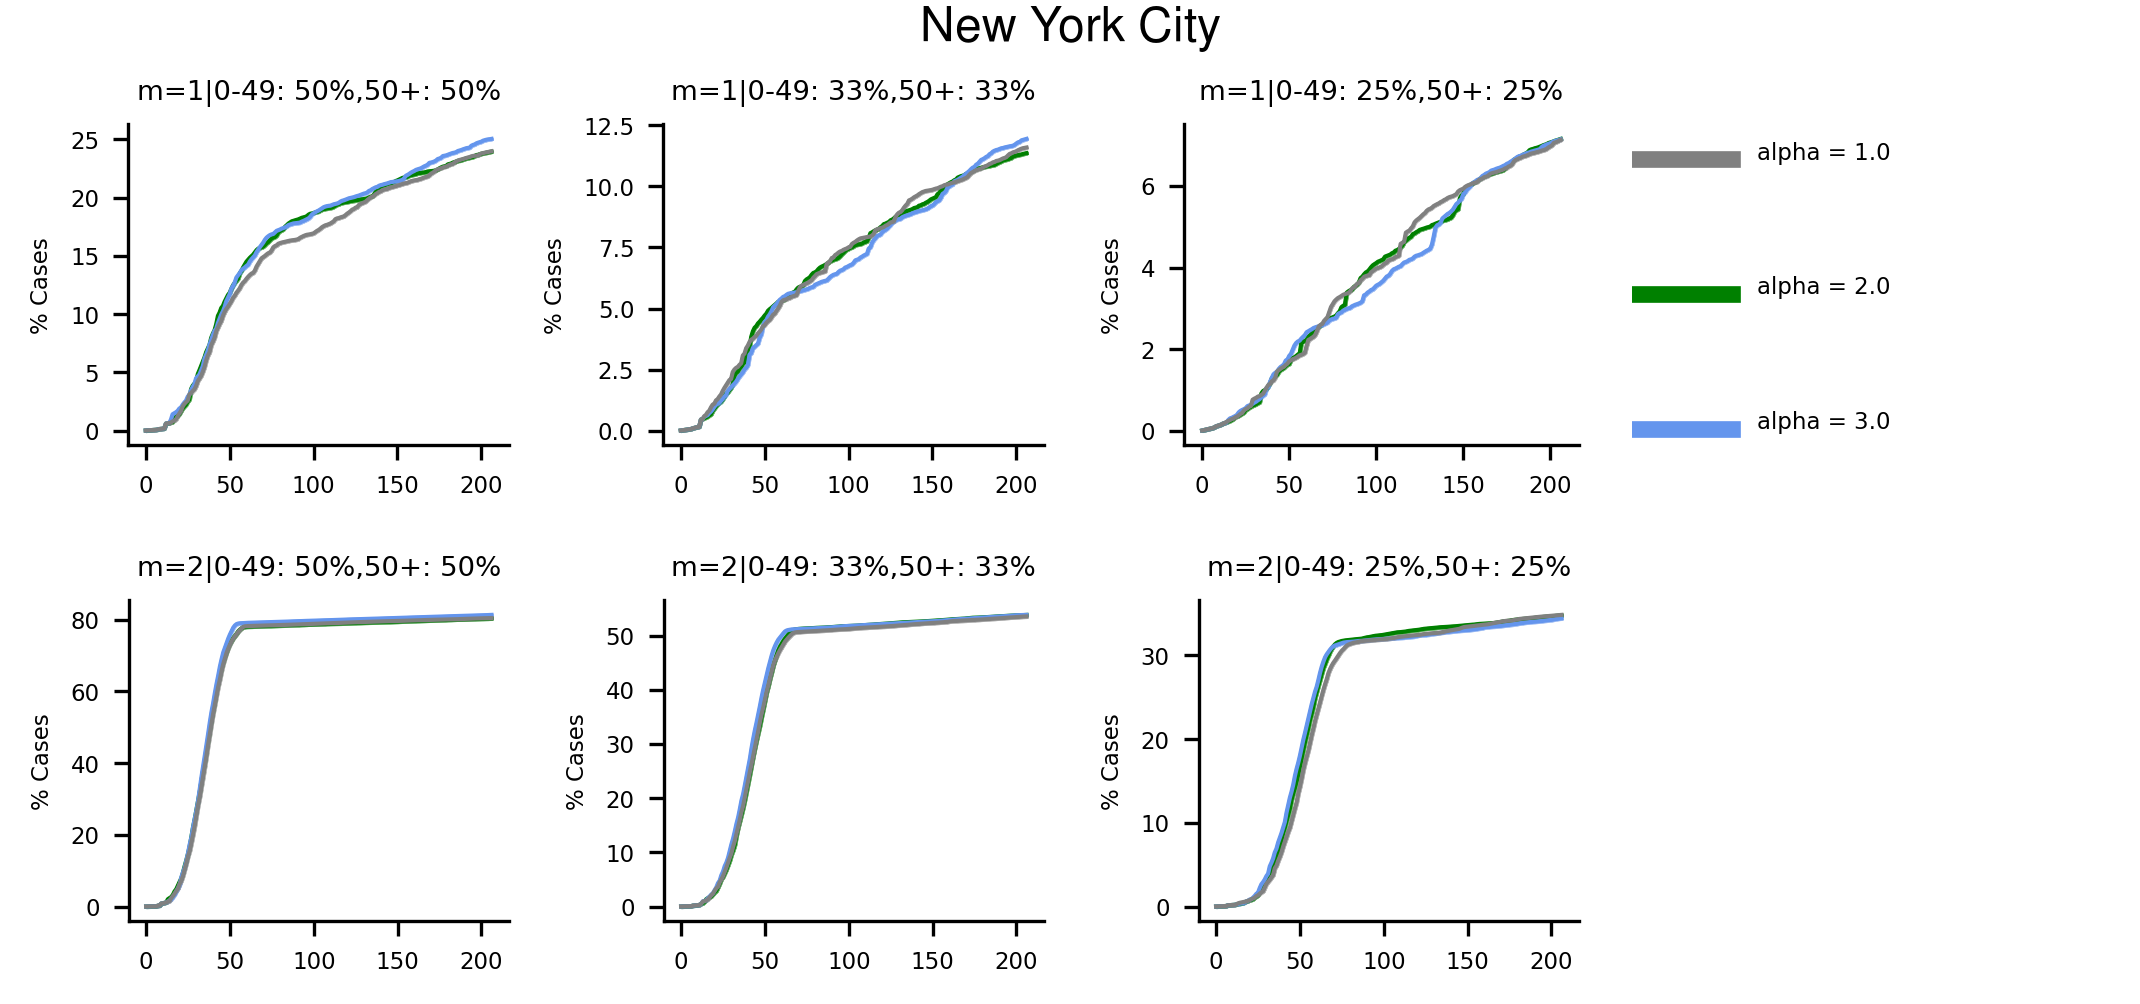 New York City
m=1|0-49: 50%,50+: 50%
m=1|0-49: 33%,50+: 33%
m=1|0-49: 25%,50+: 25%
% Cases
25
20
15
10
5
0
0 50 100 150 200
% Cases
12.5
10.0
7.5
5.0
2.5
0.0
0 50 100 150 200
% Cases
6
4
2
0
0 50 100 150 200
alpha = 1.0
alpha = 2.0
alpha = 3.0
m=2|0-49: 50%,50+: 50%
m=2|0-49: 33%,50+: 33%
m=2|0-49: 25%,50+: 25%
% Cases
80
60
40
20
0
0 50 100 150 200
% Cases
50
40
30
20
10
0
0 50 100 150 200
% Cases
30
20
10
0
0 50 100 150 200